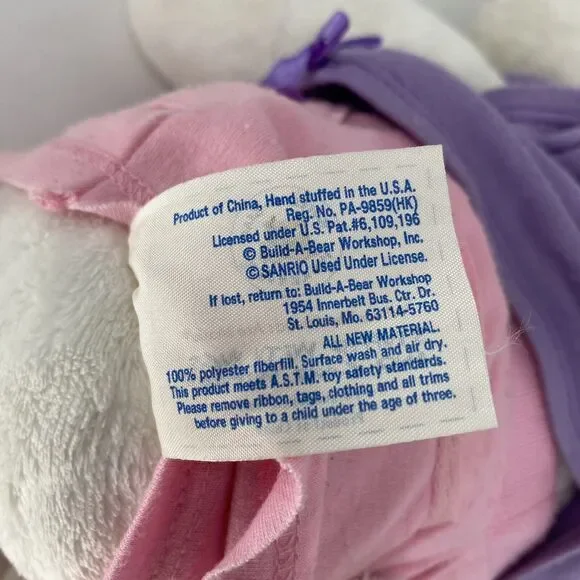 Product of China, Hand stuffed in the U.S.A.
Reg. No. PA-9859(HK)
Licensed under U.S. Pat.#6,109,196
© Build-A-Bear Workshop, Inc.
©SANRIO Used Under License.
If lost, return to: Build-A-Bear Workshop
1954 Innerbelt Bus. Ctr. Dr.
St. Louis, Mo. 63114-5760
ALL NEW MATERIAL.
100% polyester fiberfill. Surface wash and air dry.
This product meets A.S.T.M. toy safety standards.
Please remove ribbon, tags, clothing and all trims
before giving to a child under the age of three.